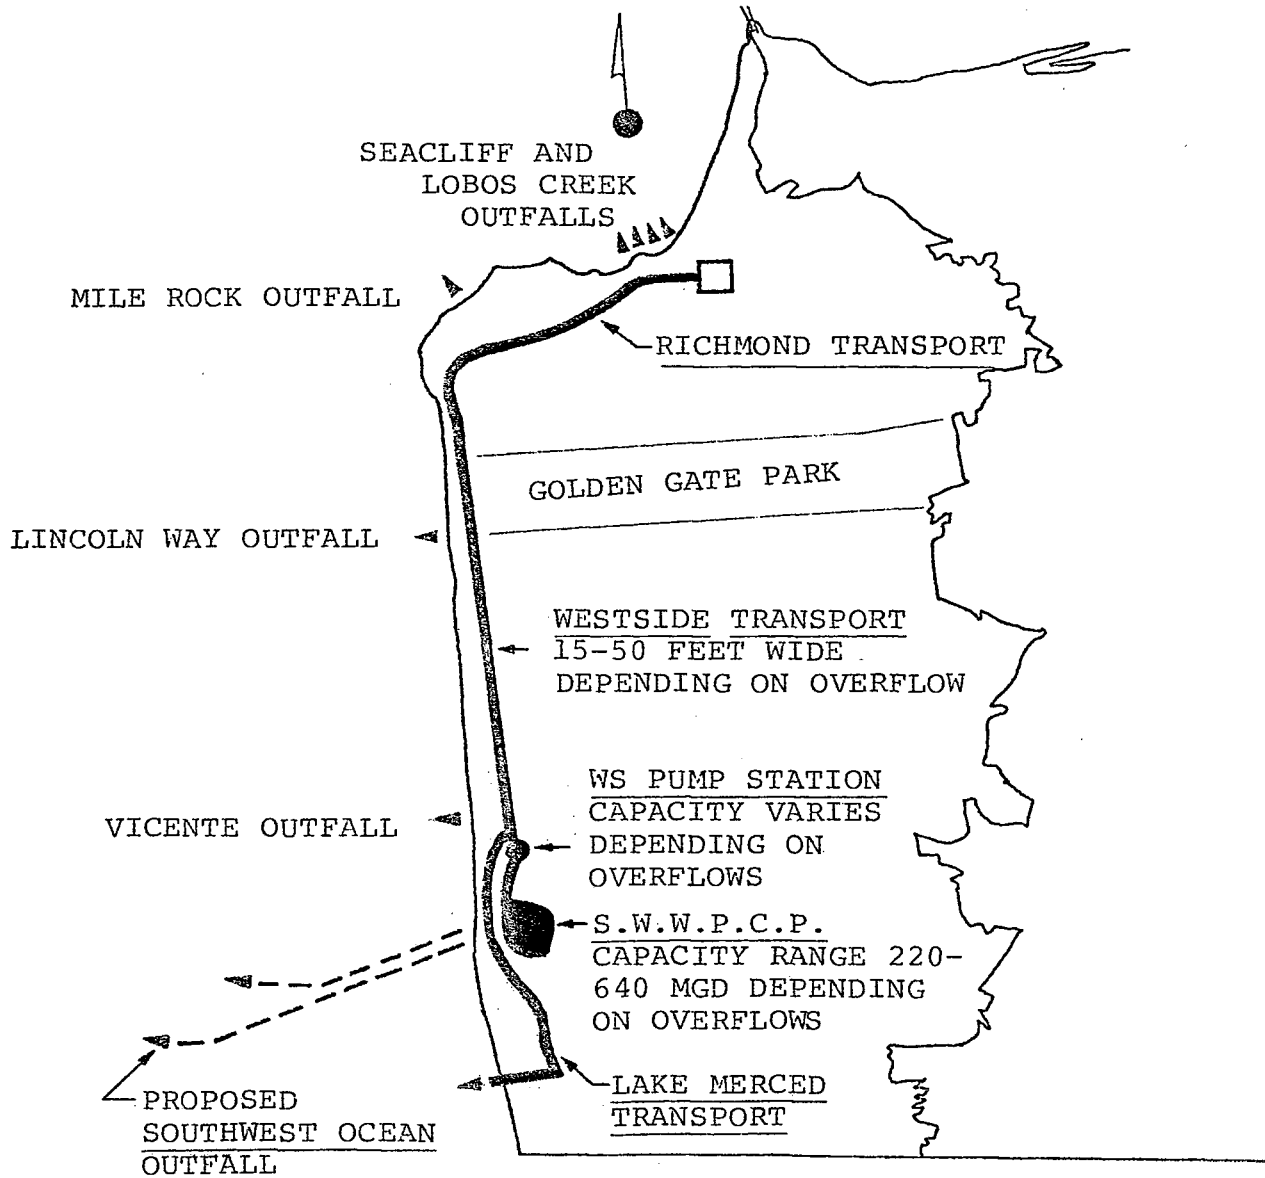 SEACLIFF AND
LOBOS CREEK
OUTFALLS
MILE ROCK OUTFALL
RICHMOND TRANSPORT
GOLDEN GATE PARK
LINCOLN WAY OUTFALL
WESTSIDE TRANSPORT
15-50 FEET WIDE
DEPENDING ON OVERFLOW
WS PUMP STATION
CAPACITY VARIES
DEPENDING ON
OVERFLOWS
VICENTE OUTFALL
S.W.W.P.C.P.
CAPACITY RANGE 220-
640 MGD DEPENDING
ON OVERFLOWS
LAKE MERCED
TRANSPORT
PROPOSED
SOUTHWEST OCEAN
OUTFALL